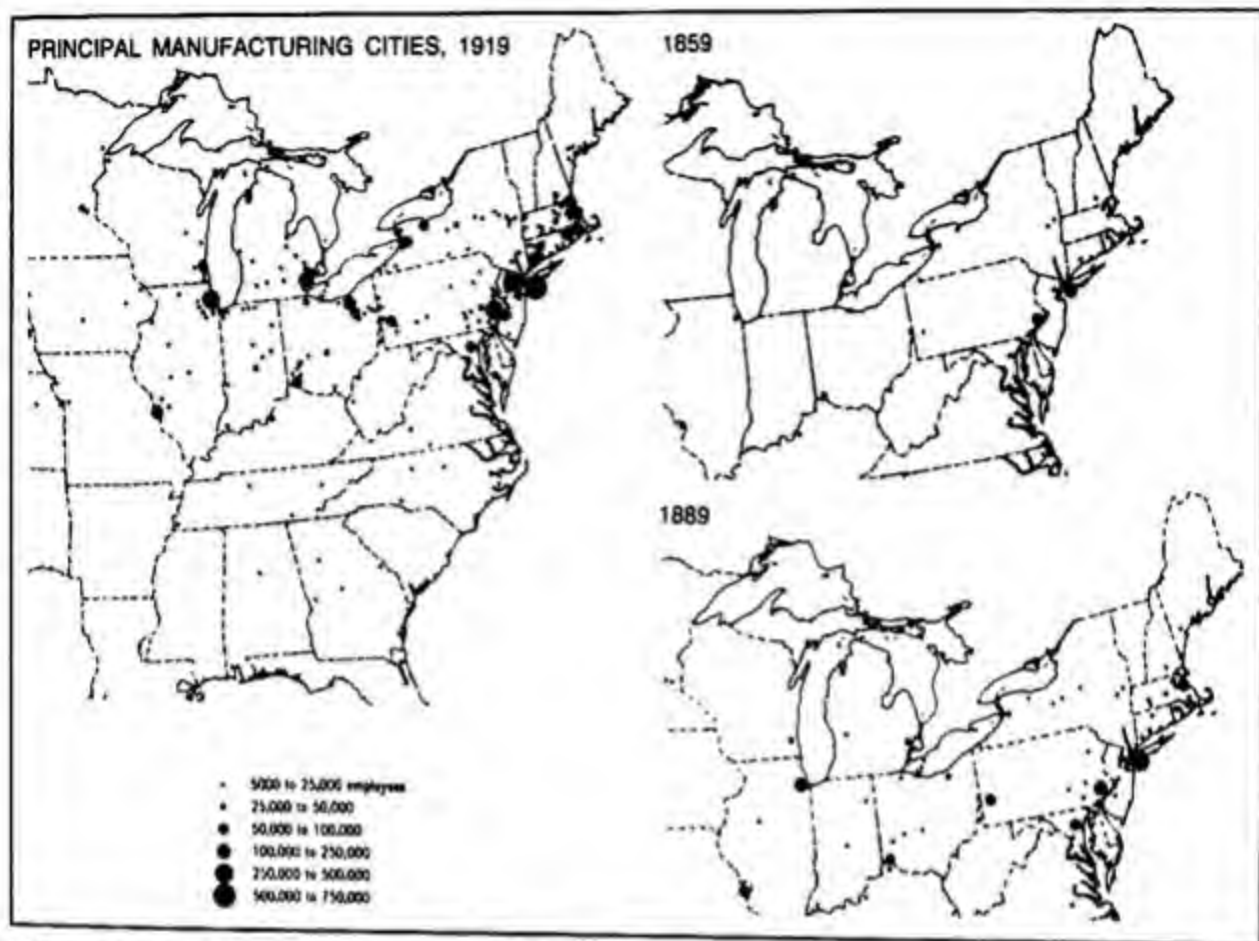 PRINCIPAL MANUFACTURING CITIES, 1919
1859
1889
5000 to 25,000 employees
25,000 to 50,000
50,000 to 100,000
100,000 to 250,000
250,000 to 500,000
500,000 to 750,000